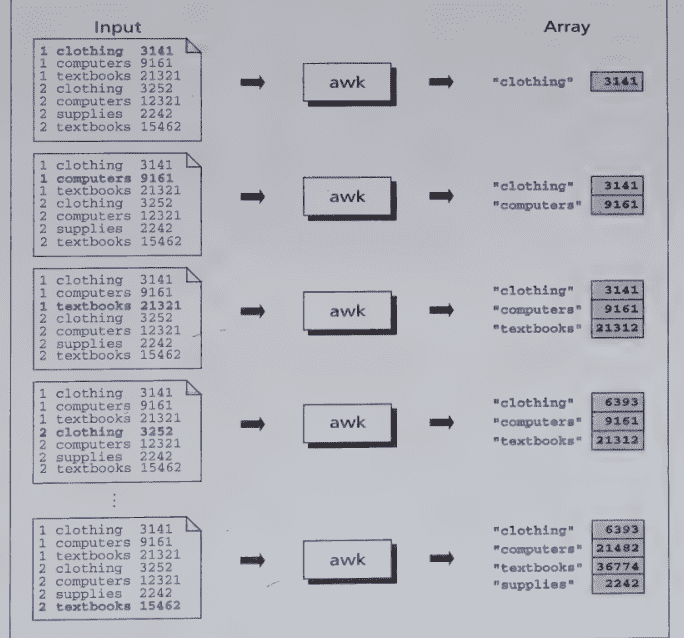 Input
Array
1 clothing 3141
1 computers 9161
1 textbooks 21321
2 clothing 3252
2 computers 12321
2 supplies 2242
2 textbooks 15462
awk
"clothing" 3141
1 clothing 3141
1 computers 9161
1 textbooks 21321
2 clothing 3252
2 computers 12321
2 supplies 2242
2 textbooks 15462
awk
"clothing" 3141
"computers" 9161
1 clothing 3141
1 computers 9161
1 textbooks 21321
2 clothing 3252
2 computers 12321
2 supplies 2242
2 textbooks 15462
awk
"clothing" 3141
"computers" 9161
"textbooks" 21312
1 clothing 3141
1 computers 9161
1 textbooks 21321
2 clothing 3252
2 computers 12321
2 supplies 2242
2 textbooks 15462
awk
"clothing" 6393
"computers" 9161
"textbooks" 21312
⋮
1 clothing 3141
1 computers 9161
1 textbooks 21321
2 clothing 3252
2 computers 12321
2 supplies 2242
2 textbooks 15462
awk
"clothing" 6393
"computers" 21482
"textbooks" 36774
"supplies" 2242